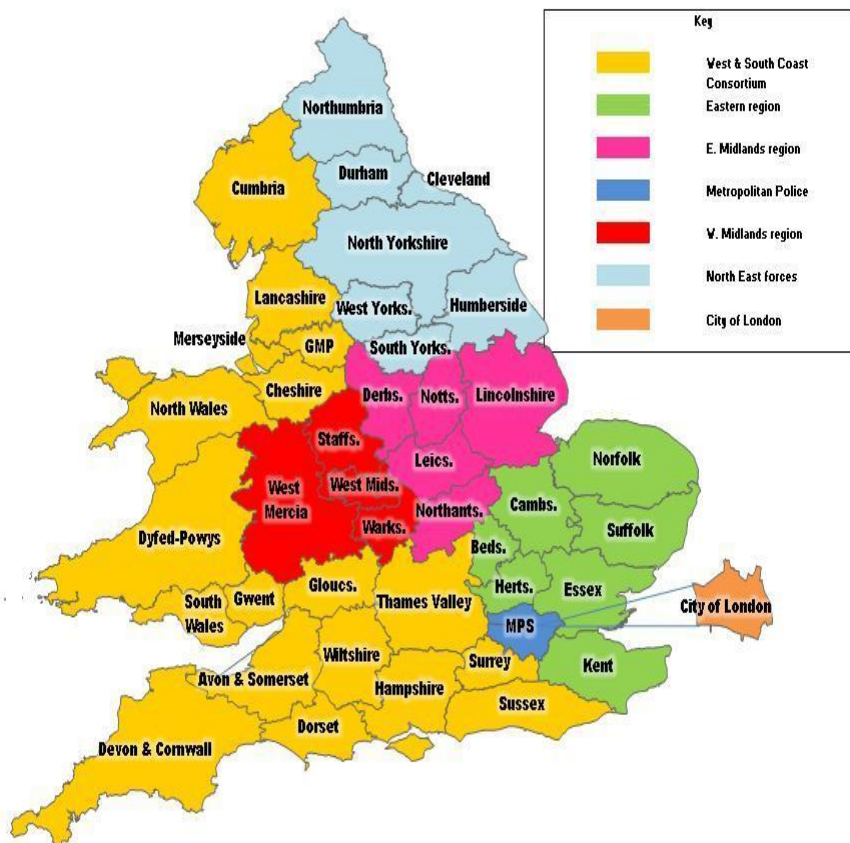 Key
West & South Coast
Consortium
Eastern region
E. Midlands region
Metropolitan Police
W. Midlands region
North East forces
City of London
Northumbria
Durham
Cleveland
Cumbria
North Yorkshire
Lancashire
West Yorks.
Humberside
Merseyside
GMP
South Yorks.
Cheshire
Derbs.
Notts.
Lincolnshire
North Wales
Staffs.
Leics.
Norfolk
West
Mercia
West Mids.
Northants.
Cambs.
Warks.
Suffolk
Dyfed-Powys
Beds.
Gloucs.
Herts.
Essex
South
Wales
Gwent
Thames Valley
City of London
MPS
Avon & Somerset
Wiltshire
Surrey
Kent
Hampshire
Sussex
Dorset
Devon & Cornwall